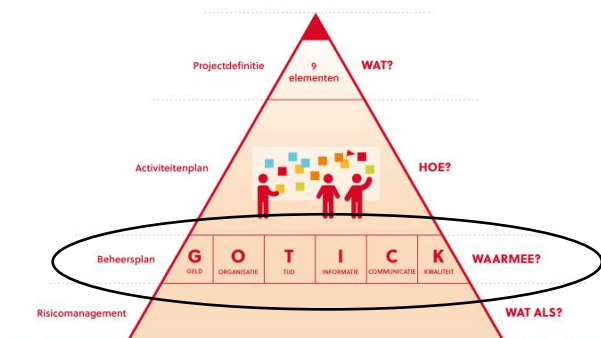 Projectdefinitie 9 elementen WAT?
Activiteitenplan HOE?
Beheersplan G O T I C K WAARMEE?
GELD ORGANISATIE TIJD INFORMATIE COMMUNICATIE KWALITEIT
Risicomanagement WAT ALS?